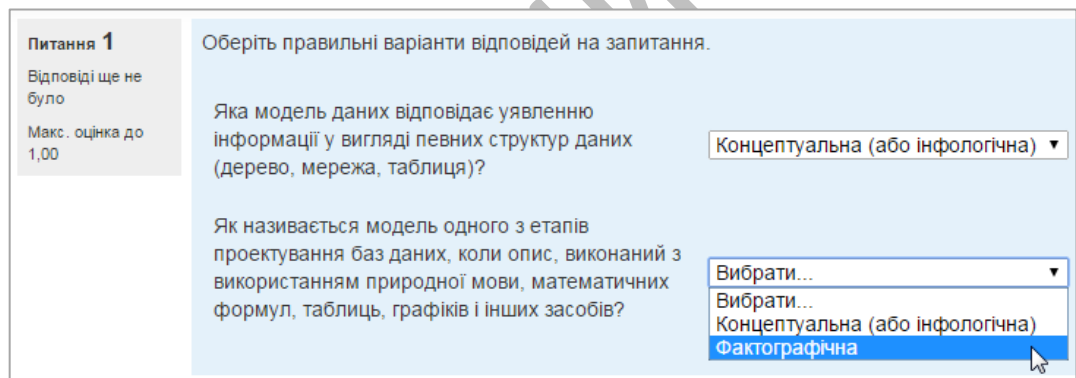 Питання 1
Відповіді ще не
було
Макс. оцінка до
1,00
Оберіть правильні варіанти відповідей на запитання.
Яка модель даних відповідає уявленню
інформації у вигляді певних структур даних
(дерево, мережа, таблиця)?
Концептуальна (або інфологічна)
Як називається модель одного з етапів
проектування баз даних, коли опис, виконаний з
використанням природної мови, математичних
формул, таблиць, графіків і інших засобів?
Вибрати...
Вибрати...
Концептуальна (або інфологічна)
Фактографічна